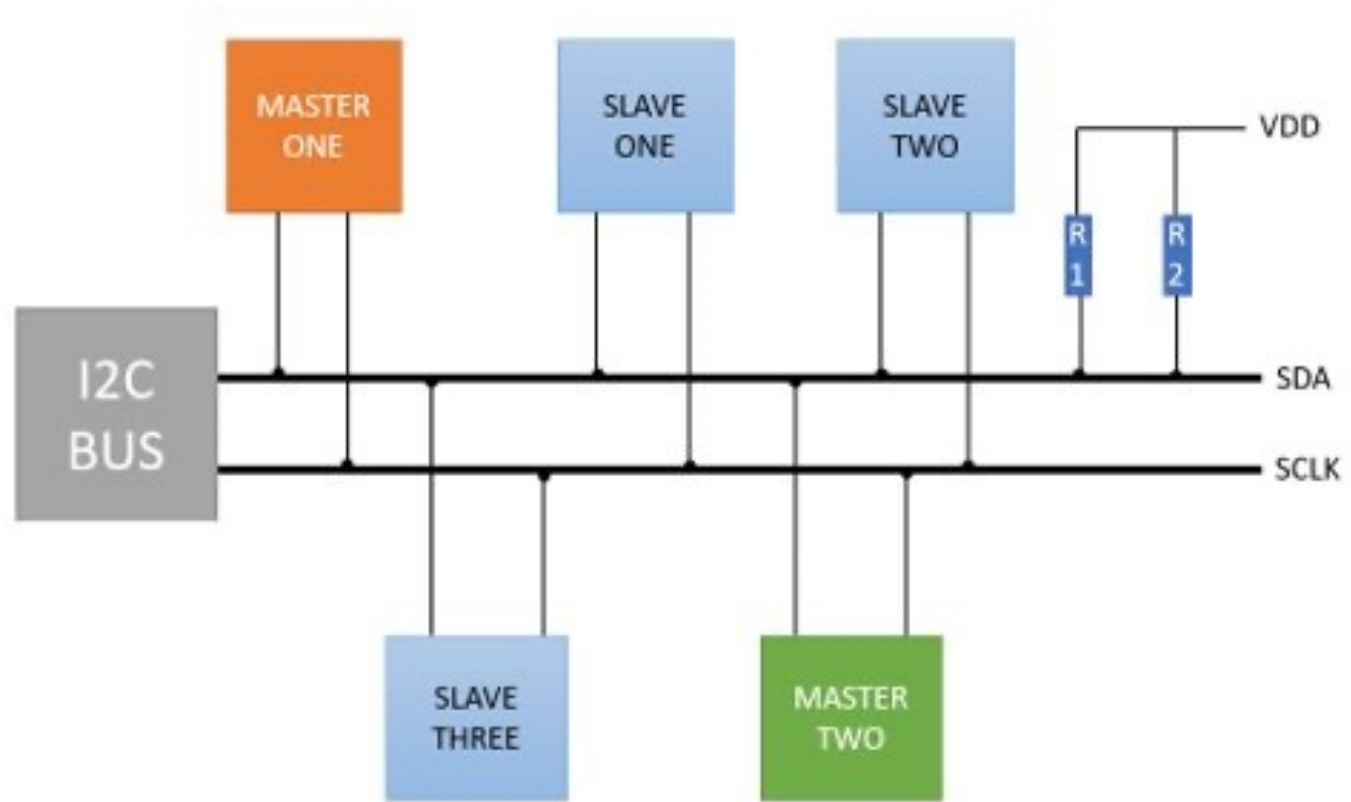 MASTER
ONE
SLAVE
ONE
SLAVE
TWO
VDD
R
1
R
2
I2C
BUS
SDA
SCLK
SLAVE
THREE
MASTER
TWO